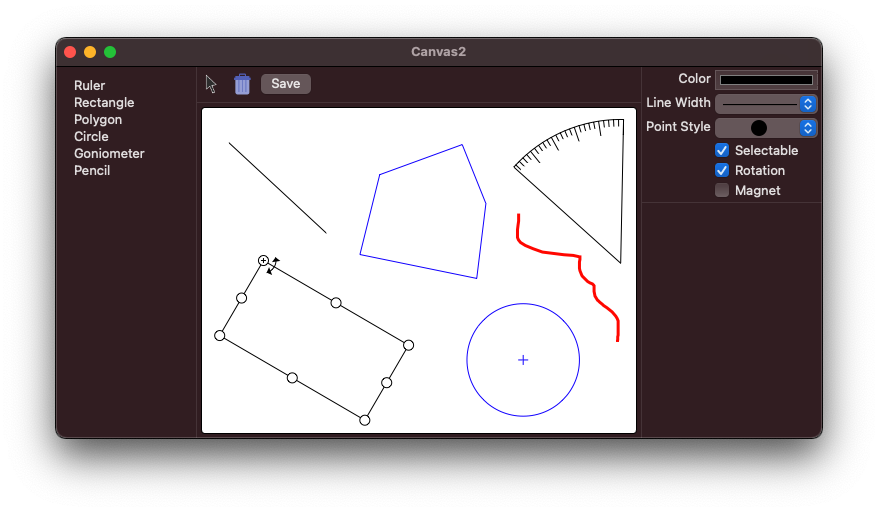 Canvas2
Ruler
Rectangle
Polygon
Circle
Goniometer
Pencil
Save
Color
Line Width
Point Style
Selectable
Rotation
Magnet